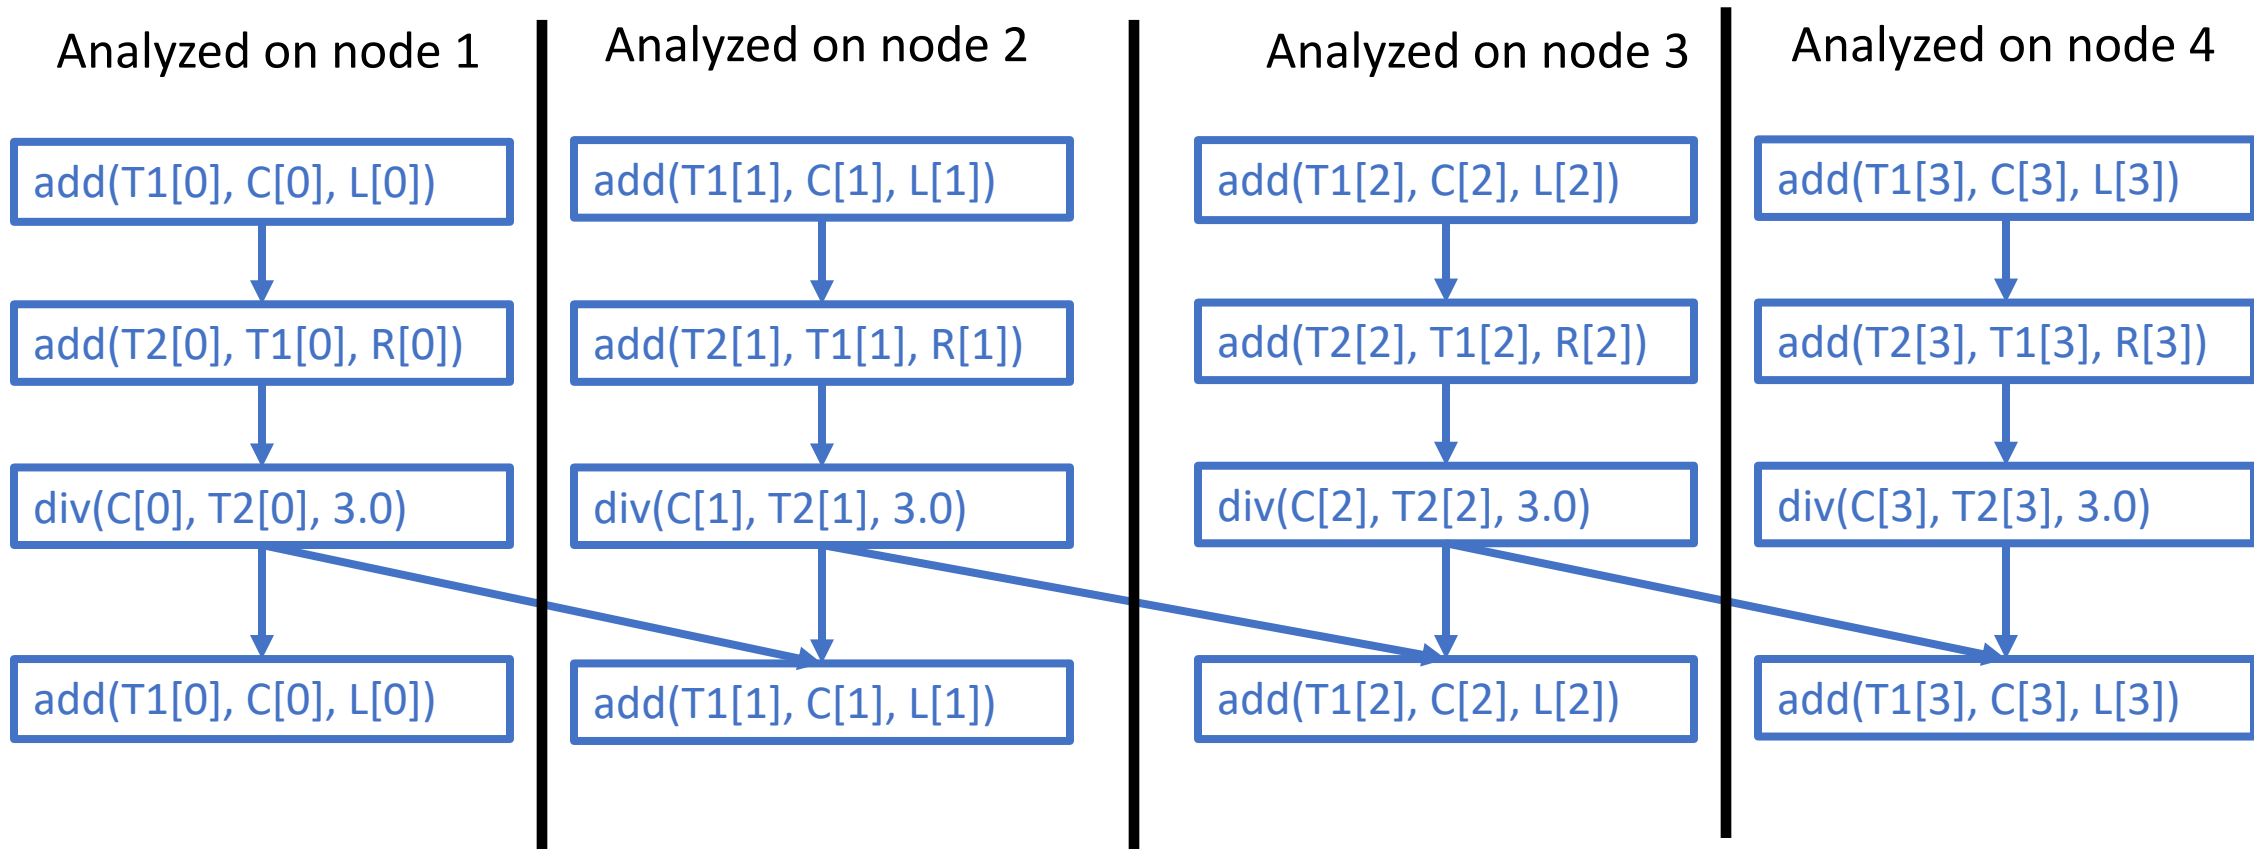 Analyzed on node 1
Analyzed on node 2
Analyzed on node 3
Analyzed on node 4
add(T1[0], C[0], L[0])
add(T1[1], C[1], L[1])
add(T1[2], C[2], L[2])
add(T1[3], C[3], L[3])
add(T2[0], T1[0], R[0])
add(T2[1], T1[1], R[1])
add(T2[2], T1[2], R[2])
add(T2[3], T1[3], R[3])
div(C[0], T2[0], 3.0)
div(C[1], T2[1], 3.0)
div(C[2], T2[2], 3.0)
div(C[3], T2[3], 3.0)
add(T1[0], C[0], L[0])
add(T1[1], C[1], L[1])
add(T1[2], C[2], L[2])
add(T1[3], C[3], L[3])